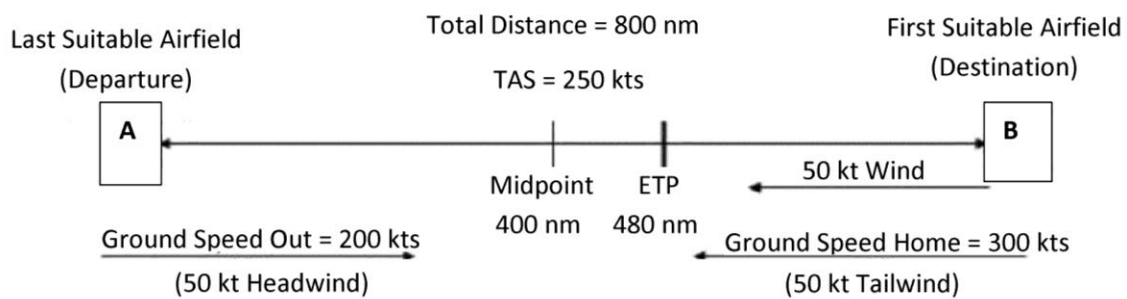 Total Distance = 800 nm
Last Suitable Airfield
(Departure)
First Suitable Airfield
(Destination)
TAS = 250 kts
A
B
Midpoint
400 nm
ETP
480 nm
50 kt Wind
Ground Speed Out = 200 kts
(50 kt Headwind)
Ground Speed Home = 300 kts
(50 kt Tailwind)